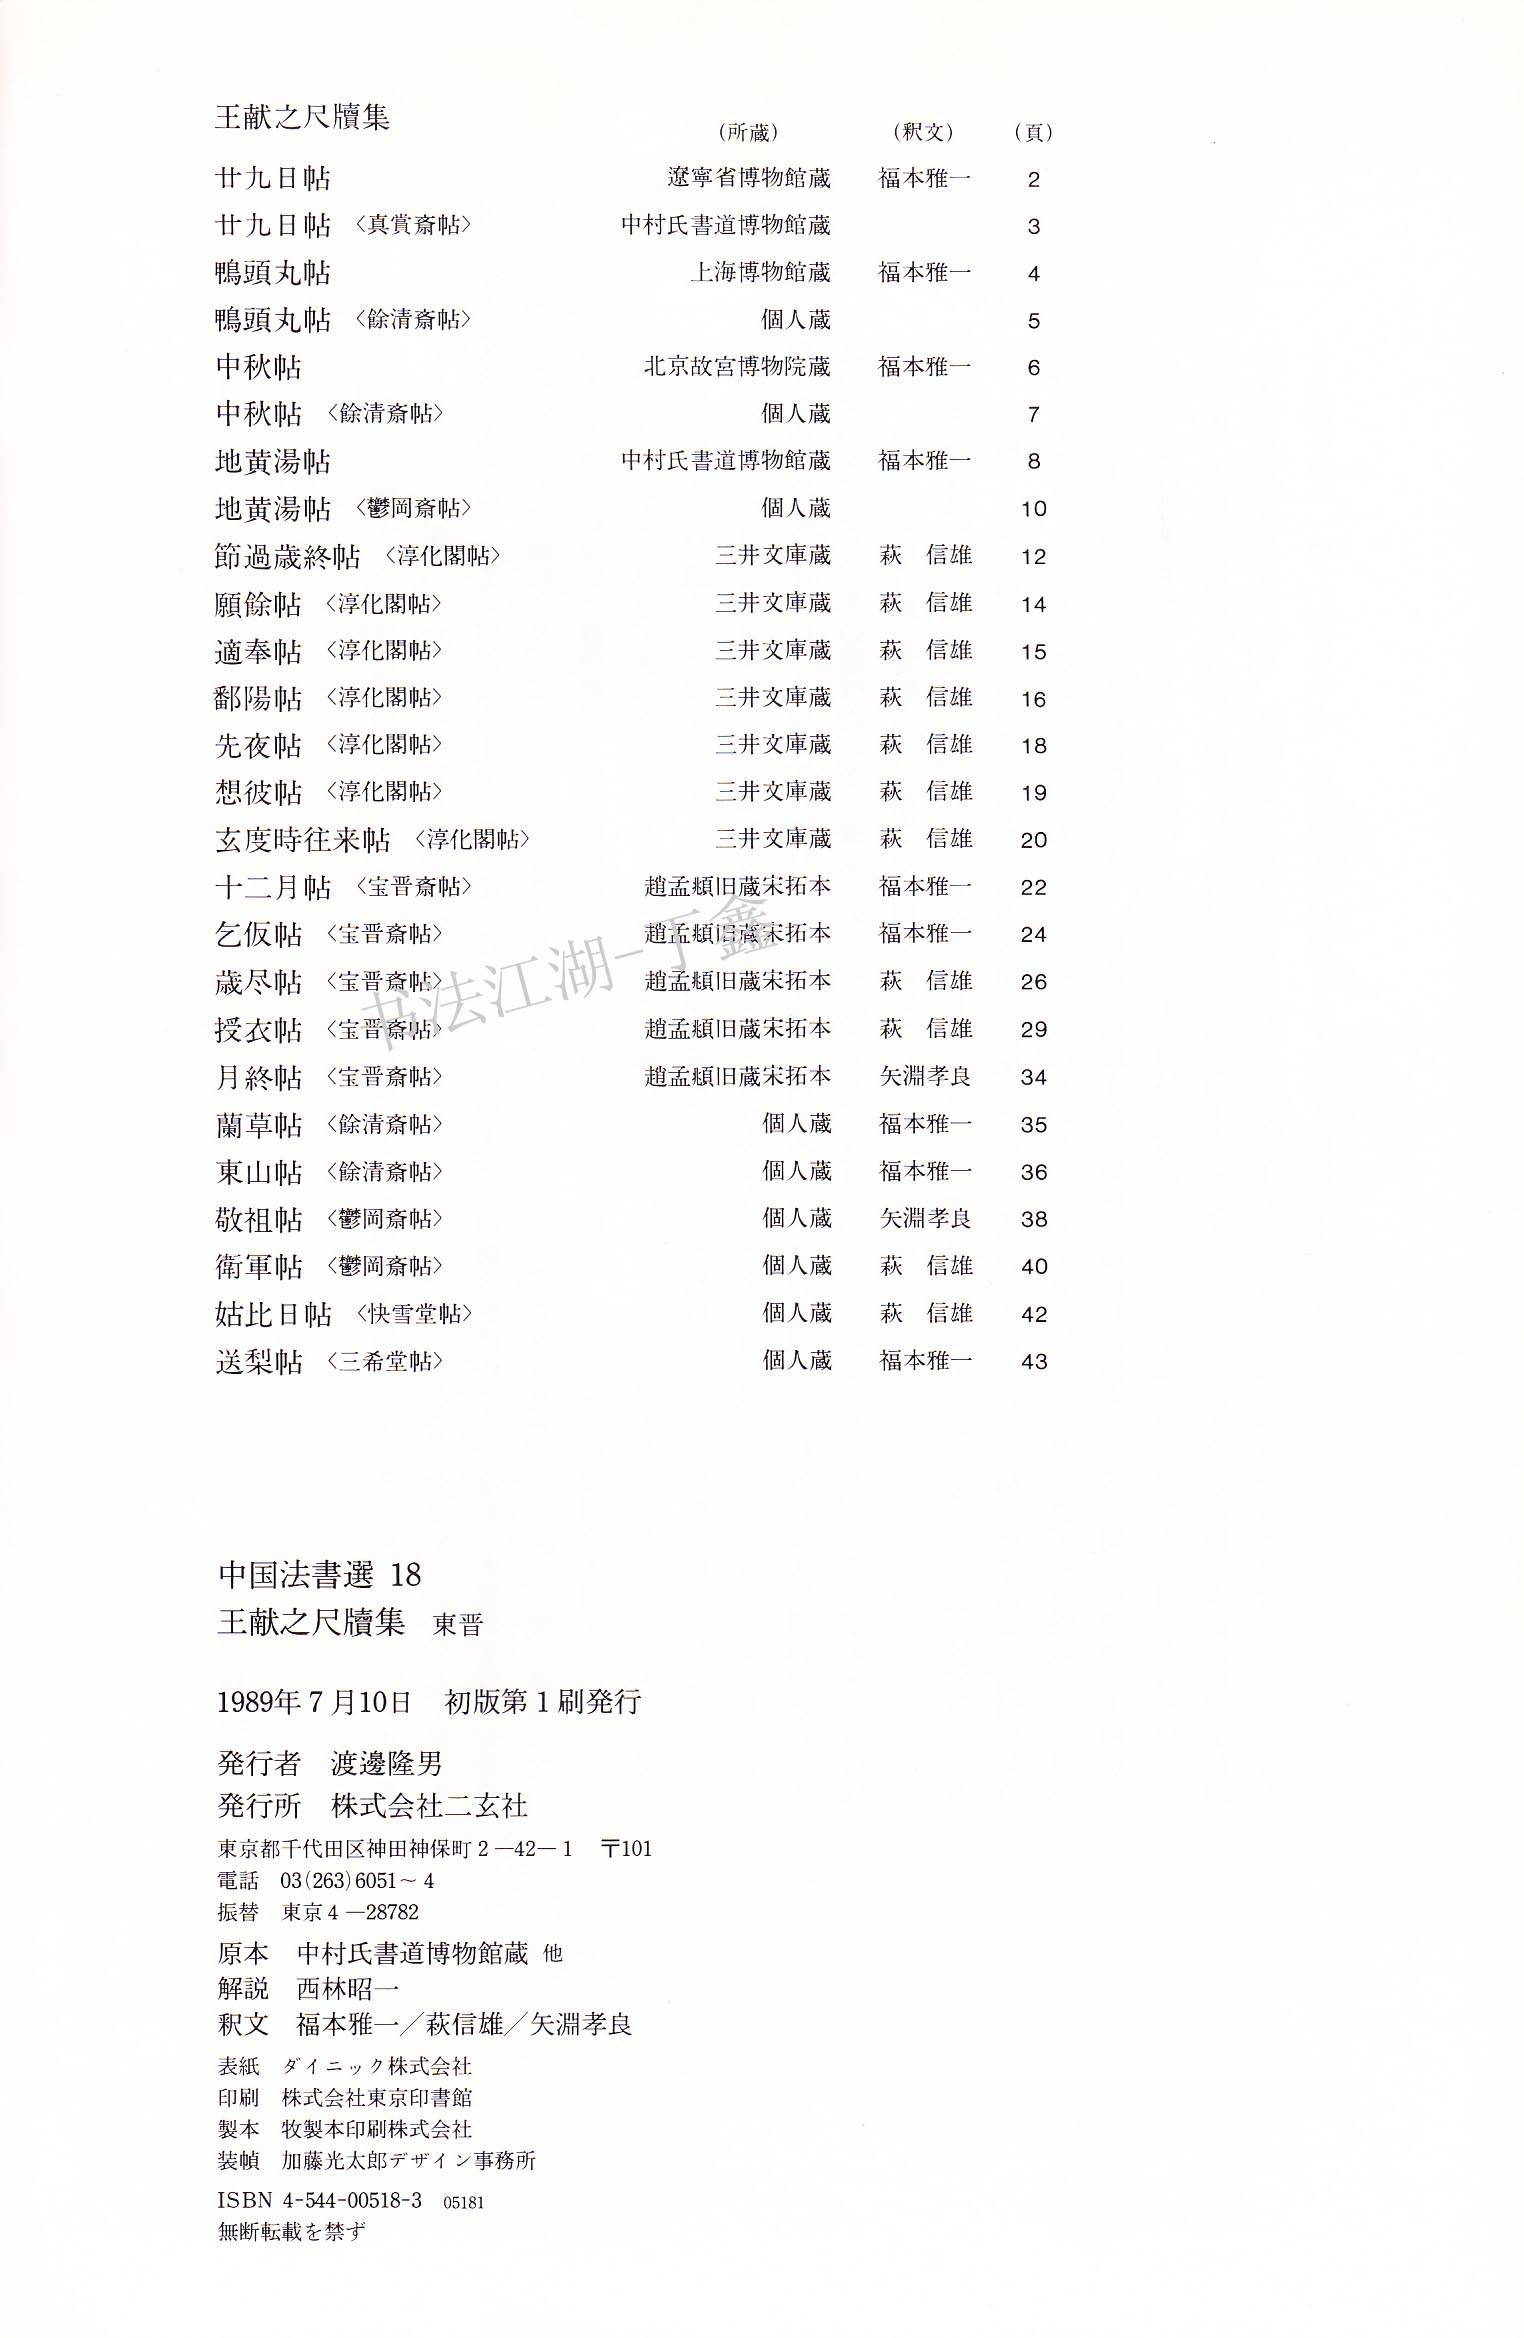 王献之尺牘集　（所蔵）　（釈文）　（頁）
廿九日帖　遼寧省博物館蔵　福本雅一　2
廿九日帖〈真賞斎帖〉　中村氏書道博物館蔵　3
鴨頭丸帖　上海博物館蔵　福本雅一　4
鴨頭丸帖〈餘清斎帖〉　個人蔵　5
中秋帖　北京故宮博物院蔵　福本雅一　6
中秋帖〈餘清斎帖〉　個人蔵　7
地黄湯帖　中村氏書道博物館蔵　福本雅一　8
地黄湯帖〈鬱岡斎帖〉　個人蔵　10
節過歳終帖〈淳化閣帖〉　三井文庫蔵　萩　信雄　12
願餘帖〈淳化閣帖〉　三井文庫蔵　萩　信雄　14
適奉帖〈淳化閣帖〉　三井文庫蔵　萩　信雄　15
鄱陽帖〈淳化閣帖〉　三井文庫蔵　萩　信雄　16
先夜帖〈淳化閣帖〉　三井文庫蔵　萩　信雄　18
想彼帖〈淳化閣帖〉　三井文庫蔵　萩　信雄　19
玄度時往来帖〈淳化閣帖〉　三井文庫蔵　萩　信雄　20
十二月帖〈宝晋斎帖〉　趙孟頫旧蔵宋拓本　福本雅一　22
乞仮帖〈宝晋斎帖〉　趙孟頫旧蔵宋拓本　福本雅一　24
歳尽帖〈宝晋斎帖〉　趙孟頫旧蔵宋拓本　萩　信雄　26
授衣帖〈宝晋斎帖〉　趙孟頫旧蔵宋拓本　萩　信雄　29
月終帖〈宝晋斎帖〉　趙孟頫旧蔵宋拓本　矢淵孝良　34
蘭草帖〈餘清斎帖〉　個人蔵　福本雅一　35
東山帖〈餘清斎帖〉　個人蔵　福本雅一　36
敬祖帖〈鬱岡斎帖〉　個人蔵　矢淵孝良　38
衛軍帖〈鬱岡斎帖〉　個人蔵　萩　信雄　40
姑比日帖〈快雪堂帖〉　個人蔵　萩　信雄　42
送梨帖〈三希堂帖〉　個人蔵　福本雅一　43
书法江湖-丁鑫
中国法書選 18
王献之尺牘集　東晋
1989年7月10日　初版第1刷発行
発行者　渡邊隆男
発行所　株式会社二玄社
東京都千代田区神田神保町2—42—1　〒101
電話　03(263)6051〜4
振替　東京4—28782
原本　中村氏書道博物館蔵 他
解説　西林昭一
釈文　福本雅一／萩信雄／矢淵孝良
表紙　ダイニック株式会社
印刷　株式会社東京印書館
製本　牧製本印刷株式会社
装幀　加藤光太郎デザイン事務所
ISBN 4-544-00518-3　05181
無断転載を禁ず